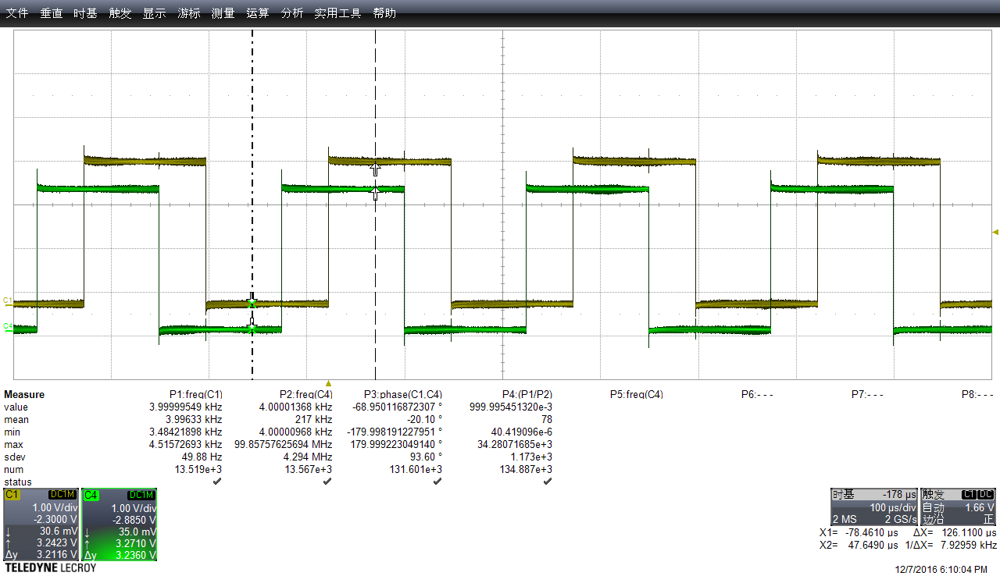 文件 垂直 时基 触发 显示 游标 测量 运算 分析 实用工具 帮助
C1
C4
Measure P1:freq(C1) P2:freq(C4) P3:phase(C1,C4) P4:(P1/P2) P5:freq(C4) P6:- - - P7:- - - P8:- - -
value 3.99999549 kHz 4.00001368 kHz -68.950116872307 ° 999.995451320e-3
mean 3.99633 kHz 217 kHz -20.10 ° 78
min 3.48421898 kHz 4.00000968 kHz -179.998191227951 ° 40.419096e-6
max 4.51572693 kHz 99.85757625694 MHz 179.999223049140 ° 34.28071685e+3
sdev 49.88 Hz 4.294 MHz 93.60 ° 1.173e+3
num 13.519e+3 13.567e+3 131.601e+3 134.887e+3
status
C1 DC1M
1.00 V/div
-2.3000 V
↓ 30.6 mV
↑ 3.2423 V
Δy 3.2116 V
C4 DC1M
1.00 V/div
-2.8850 V
↓ 35.0 mV
↑ 3.2710 V
Δy 3.2360 V
时基 -178 µs
100 µs/div
2 MS 2 GS/s
触发 C1 DC
自动 1.66 V
边沿 正
X1= -78.4610 µs ΔX= 126.1100 µs
X2= 47.6490 µs 1/ΔX= 7.92959 kHz
TELEDYNE LECROY
12/7/2016 6:10:04 PM